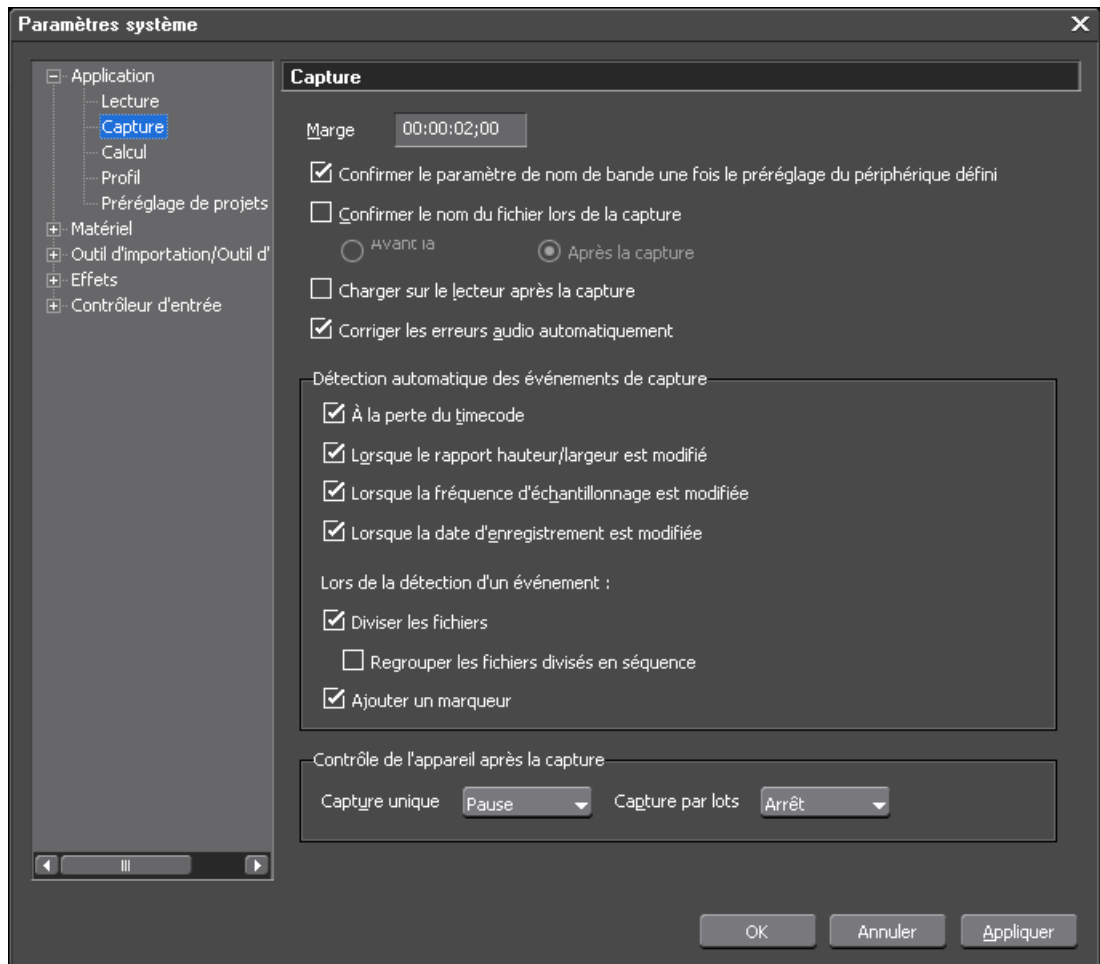 Paramètres système
Application
Lecture
Capture
Calcul
Profil
Préréglage de projets
Matériel
Outil d'importation/Outil d'
Effets
Contrôleur d'entrée
Capture
Marge 00:00:02;00
Confirmer le paramètre de nom de bande une fois le préréglage du périphérique défini
Confirmer le nom du fichier lors de la capture
Avant la Après la capture
Charger sur le lecteur après la capture
Corriger les erreurs audio automatiquement
Détection automatique des événements de capture
À la perte du timecode
Lorsque le rapport hauteur/largeur est modifié
Lorsque la fréquence d'échantillonnage est modifiée
Lorsque la date d'enregistrement est modifiée
Lors de la détection d'un événement :
Diviser les fichiers
Regrouper les fichiers divisés en séquence
Ajouter un marqueur
Contrôle de l'appareil après la capture
Capture unique Pause Capture par lots Arrêt
OK Annuler Appliquer